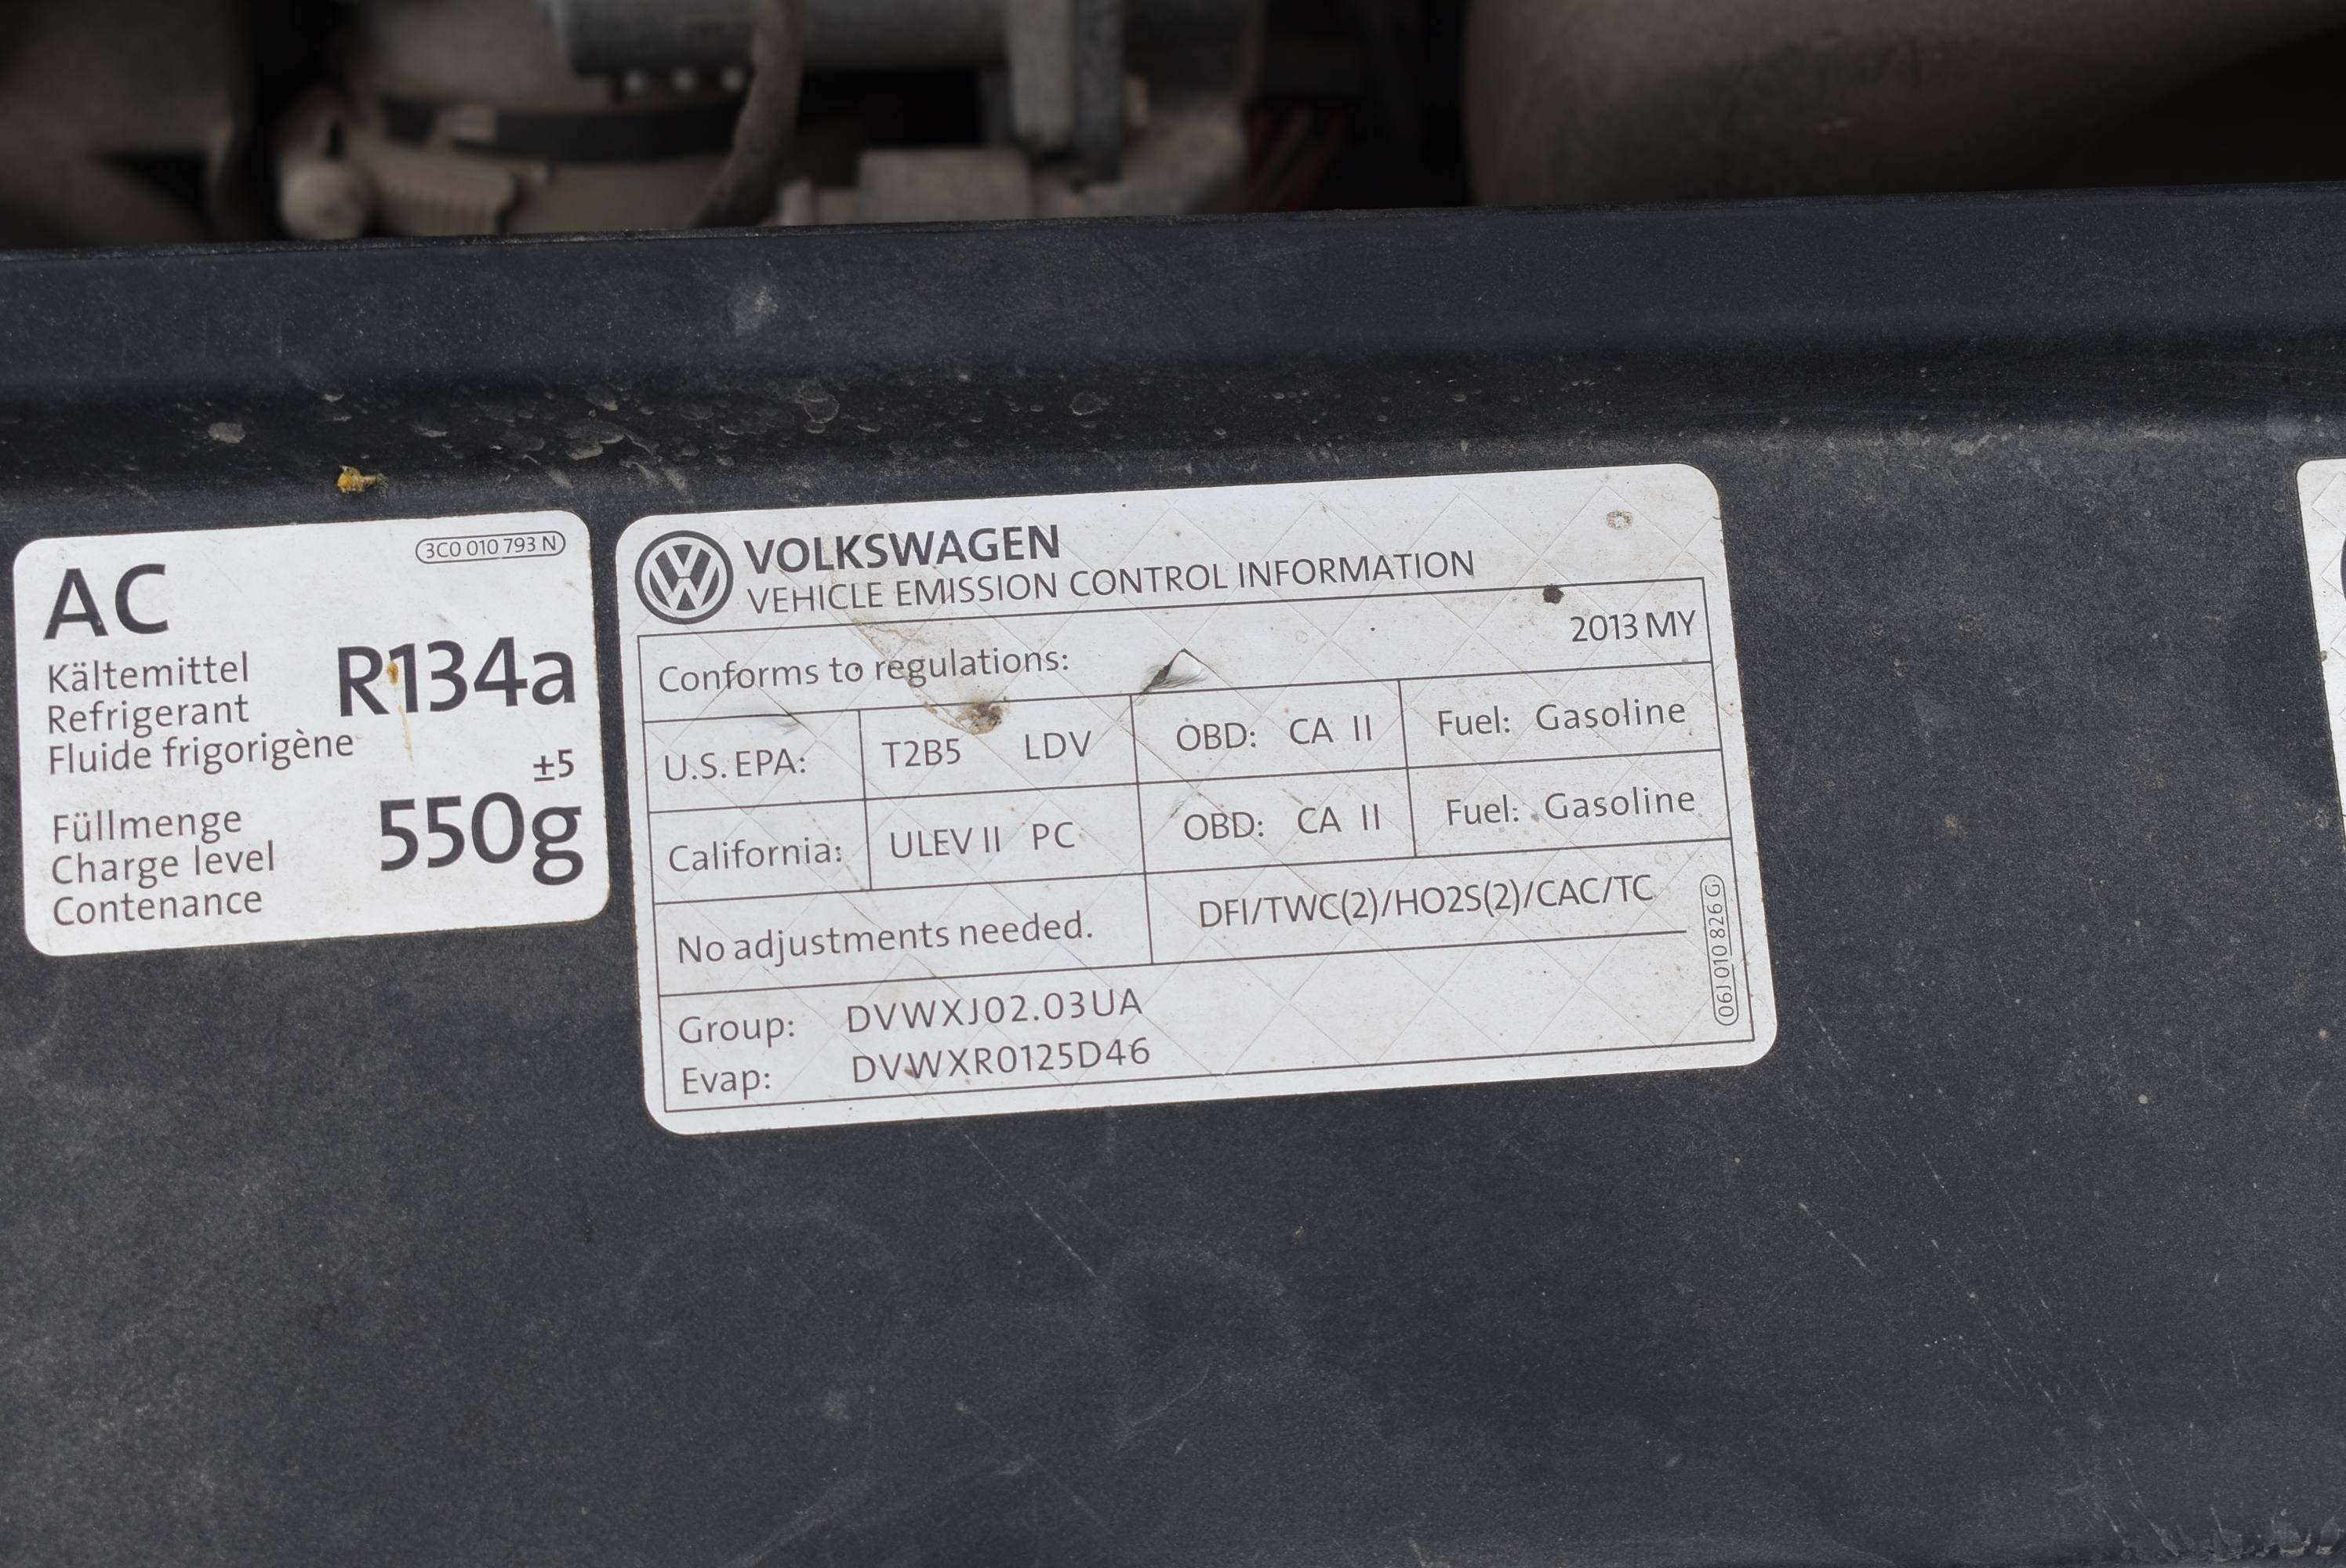 3C0 010 793 N
AC
Kältemittel
Refrigerant
Fluide frigorigène
R134a
±5
Füllmenge
Charge level
Contenance
550g
VOLKSWAGEN
VEHICLE EMISSION CONTROL INFORMATION
Conforms to regulations: 2013 MY
U.S. EPA: T2B5 LDV OBD: CA II Fuel: Gasoline
California: ULEV II PC OBD: CA II Fuel: Gasoline
No adjustments needed. DFI/TWC(2)/HO2S(2)/CAC/TC
Group: DVWXJ02.03UA
Evap: DVWXR0125D46
06J 010 826 G